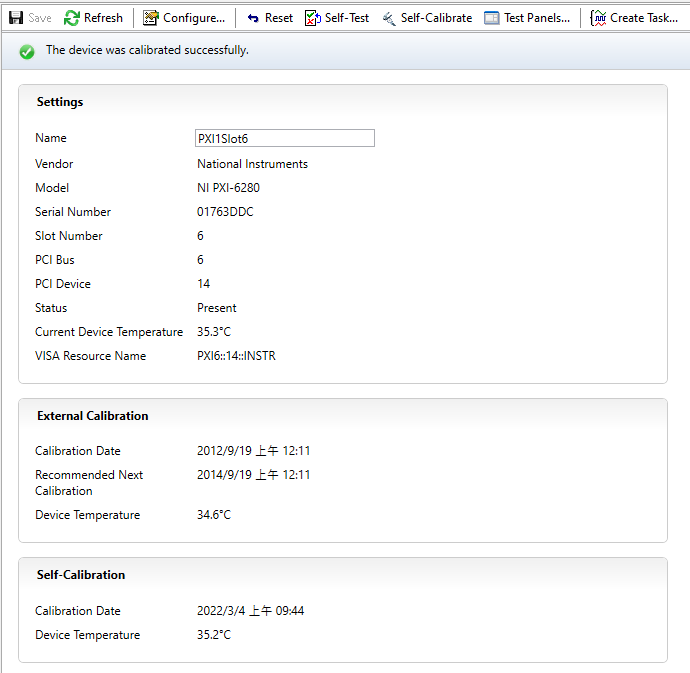 Save Refresh Configure... Reset Self-Test Self-Calibrate Test Panels... Create Task...
The device was calibrated successfully.
Settings
Name PXI1Slot6
Vendor National Instruments
Model NI PXI-6280
Serial Number 01763DDC
Slot Number 6
PCI Bus 6
PCI Device 14
Status Present
Current Device Temperature 35.3°C
VISA Resource Name PXI6::14::INSTR
External Calibration
Calibration Date 2012/9/19 上午 12:11
Recommended Next 2014/9/19 上午 12:11
Calibration
Device Temperature 34.6°C
Self-Calibration
Calibration Date 2022/3/4 上午 09:44
Device Temperature 35.2°C